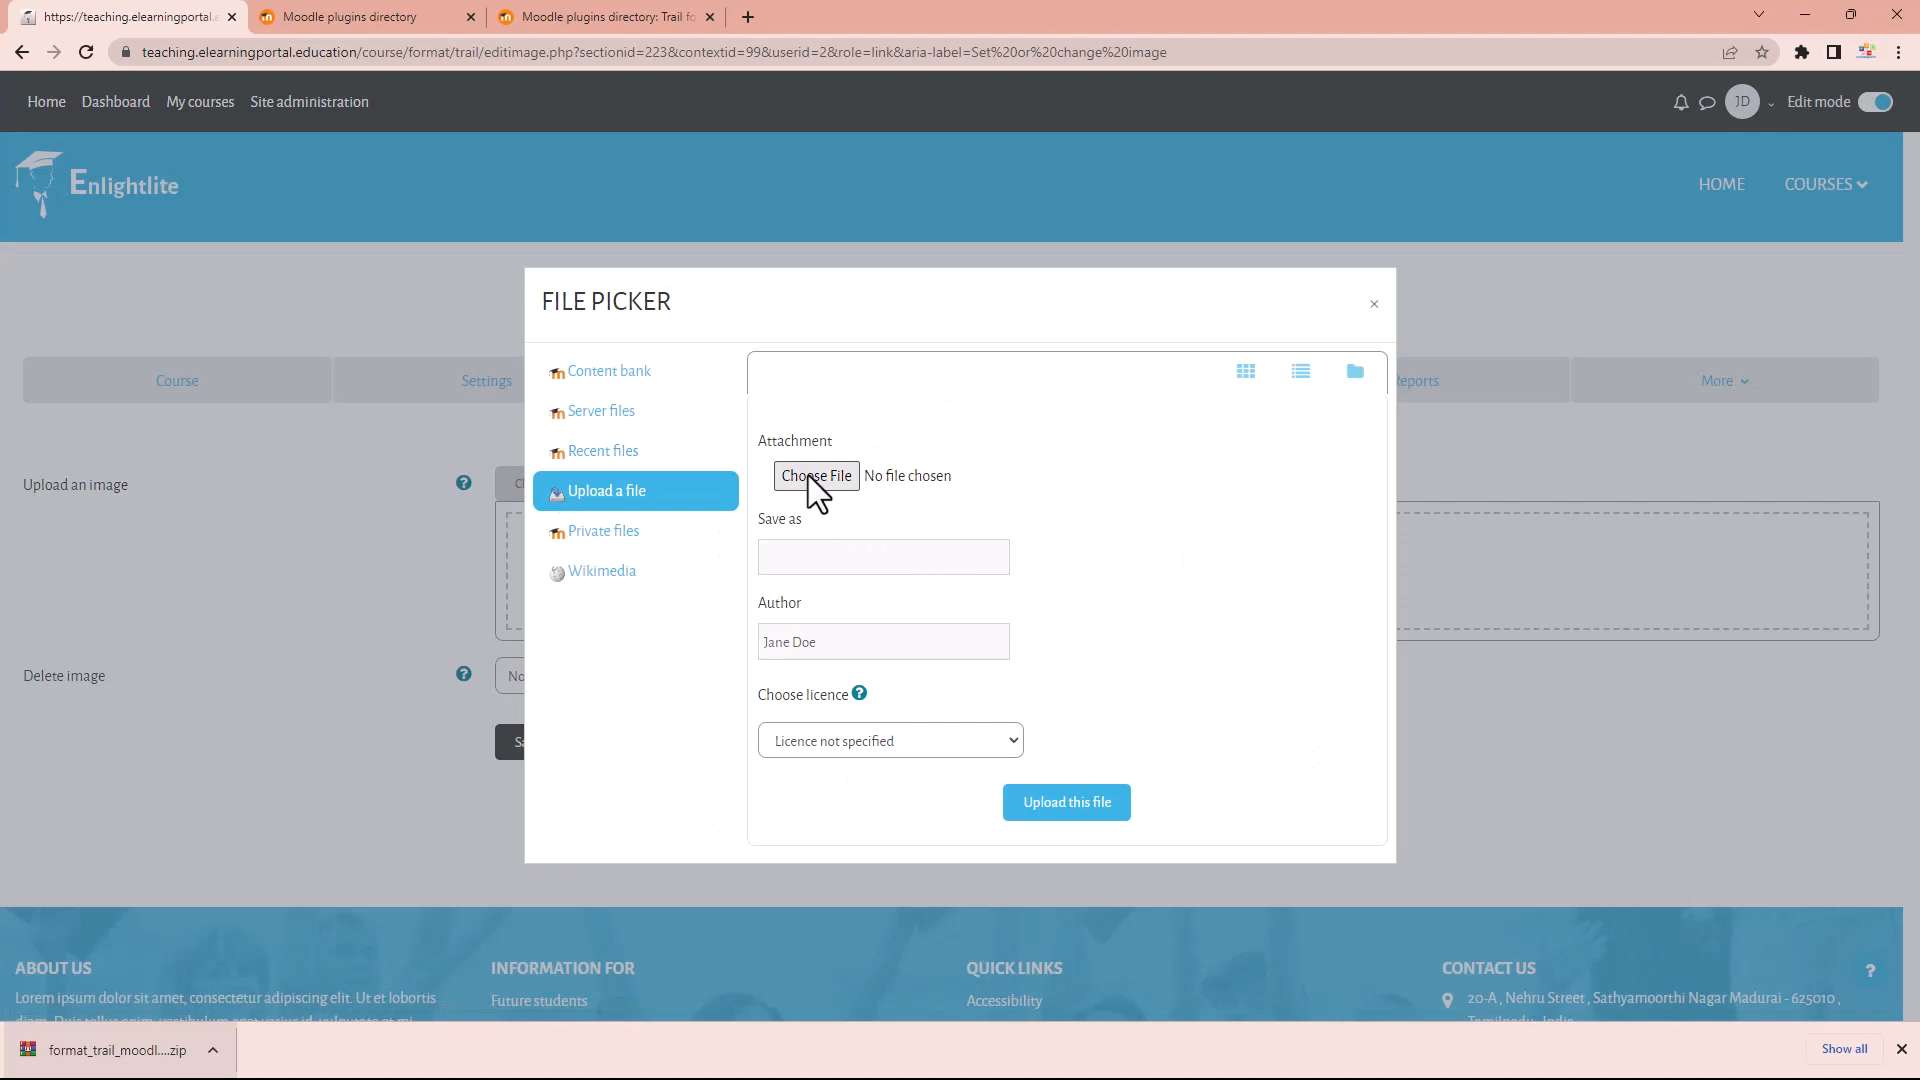 https://teaching.elearningportal.e
Moodle plugins directory
Moodle plugins directory: Trail fo
teaching.elearningportal.education/course/format/trail/editimage.php?sectionid=223&contextid=99&userid=2&role=link&aria-label=Set%20or%20change%20image
Home Dashboard My courses Site administration
JD Edit mode
Enlightlite
HOME COURSES
FILE PICKER
×
Course Settings Reports More
Content bank
Server files
Recent files
Upload a file
Private files
Wikimedia
Attachment
Choose File No file chosen
Save as
Author
Jane Doe
Choose licence ?
Licence not specified
Upload this file
Upload an image ?
Delete image ? No
Sa
ABOUT US
Lorem ipsum dolor sit amet, consectetur adipiscing elit. Ut et lobortis
INFORMATION FOR
Future students
QUICK LINKS
Accessibility
CONTACT US
20-A , Nehru Street , Sathyamoorthi Nagar Madurai - 625010 ,
?
format_trail_moodl....zip
Show all